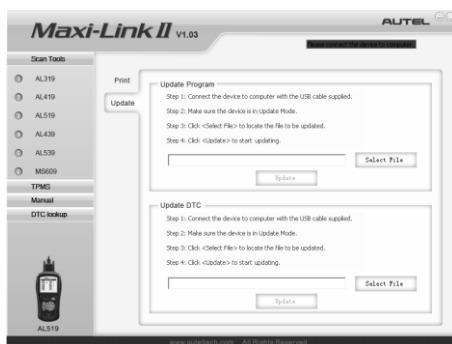 AUTEL
Maxi-Link II V1.03
Please connect the device to computer
Scan Tools
AL319
AL419
AL519
AL439
AL539
MS609
TPMS
Manual
DTC lookup
AL519
Print
Update
Update Program
Step 1: Connect the device to computer with the USB cable supplied.
Step 2: Make sure the device is in Update Mode.
Step 3: Click <Select File> to locate the file to be updated.
Step 4: Click <Update> to start updating.
Select File
Update
Update DTC
Step 1: Connect the device to computer with the USB cable supplied.
Step 2: Make sure the device is in Update Mode.
Step 3: Click <Select File> to locate the file to be updated.
Step 4: Click <Update> to start updating.
Select File
Update
www.auteltech.com All Rights Reserved